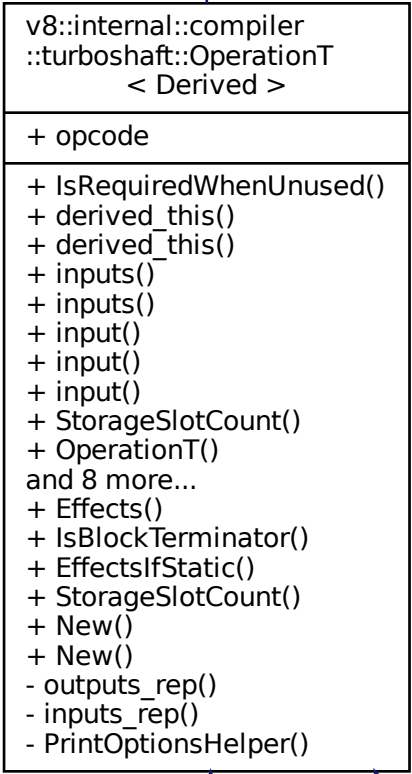 v8::internal::compiler
::turboshaft::OperationT
< Derived >
+ opcode
+ IsRequiredWhenUnused()
+ derived_this()
+ derived_this()
+ inputs()
+ inputs()
+ input()
+ input()
+ input()
+ StorageSlotCount()
+ OperationT()
and 8 more...
+ Effects()
+ IsBlockTerminator()
+ EffectsIfStatic()
+ StorageSlotCount()
+ New()
+ New()
- outputs_rep()
- inputs_rep()
- PrintOptionsHelper()